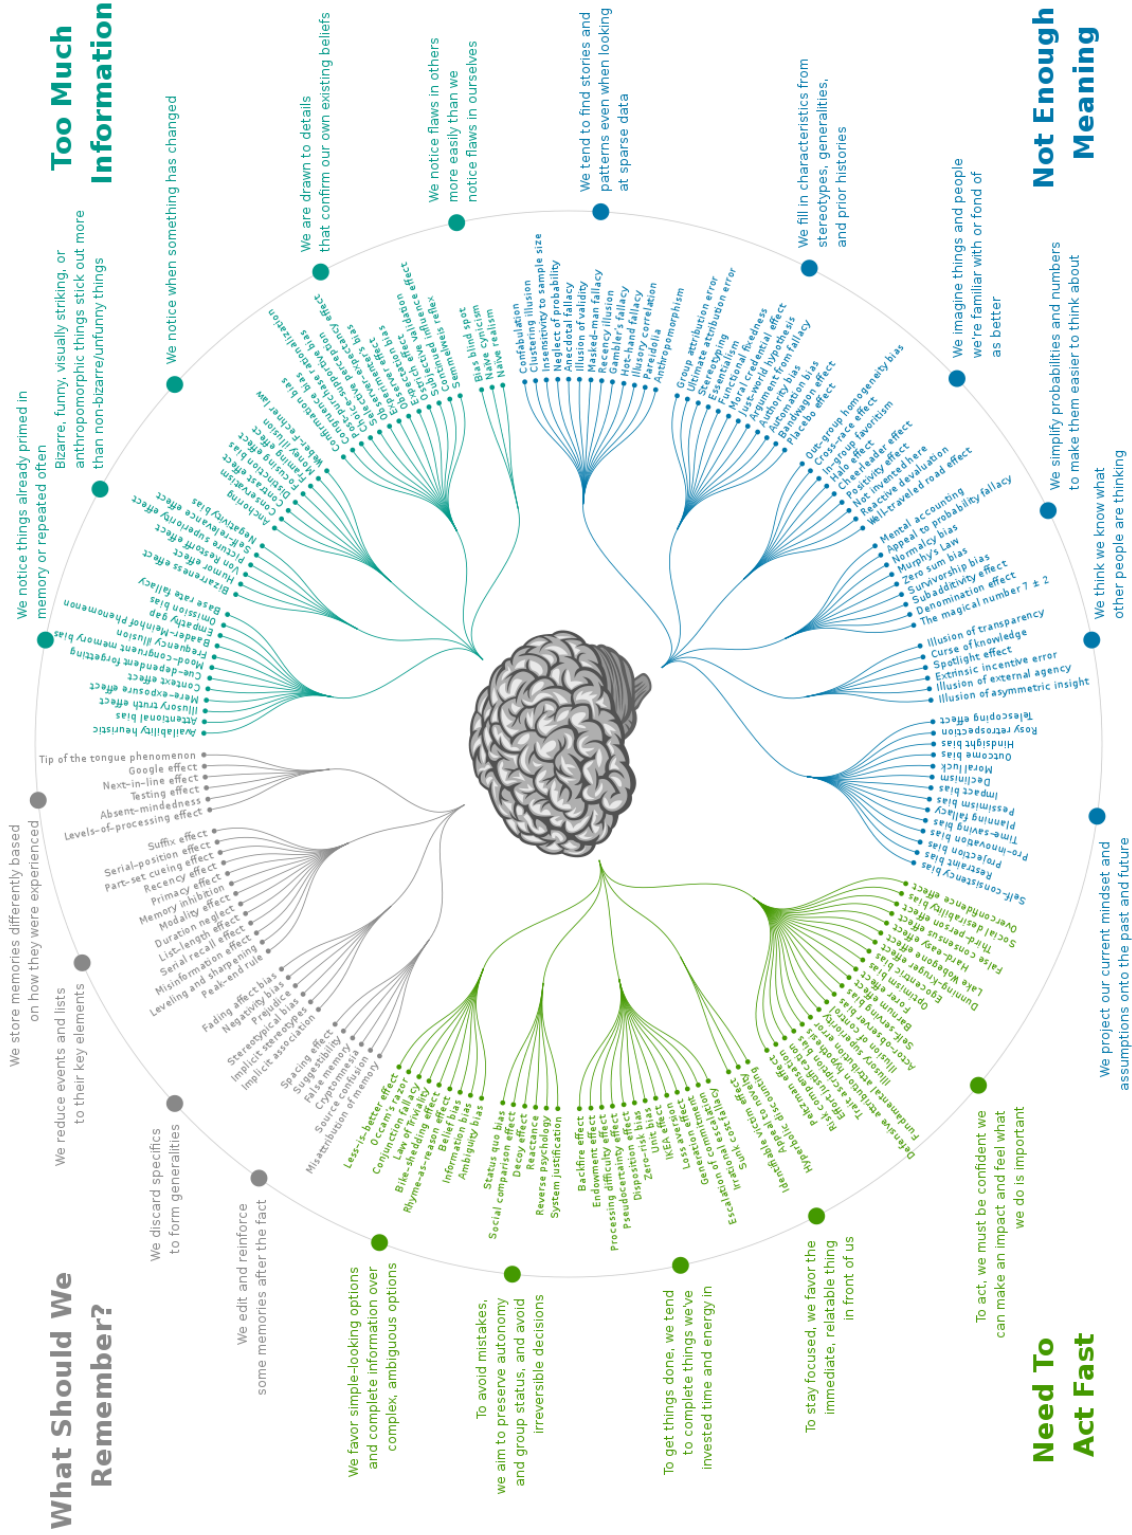 Too Much
Information
We notice things already primed in
memory or repeated often
Availability heuristic
Attentional bias
Illusory truth effect
Mere–exposure effect
Context effect
Cue–dependent forgetting
Mood–congruent memory bias
Frequency illusion
Baader–Meinhof Phenomenon
Empathy gap
Omission bias
Base rate fallacy
Bizarre, funny, visually striking, or
anthropomorphic things stick out more
than non-bizarre/unfunny things
Bizarreness effect
Humor effect
Von Restorff effect
Picture superiority effect
Self–relevance effect
Negativity bias
We notice when something has changed
Anchoring
Conservatism
Contrast effect
Distinction bias
Focusing effect
Framing effect
Money illusion
Weber–Fechner law
We are drawn to details
that confirm our own existing beliefs
Confirmation bias
Congruence bias
Post–purchase rationalization
Choice–supportive bias
Selective perception
Observer–expectancy effect
Experimenter's bias
Observer effect
Expectation bias
Ostrich effect
Subjective validation
Continued influence effect
Semmelweis reflex
We notice flaws in others
more easily than we
notice flaws in ourselves
Bias blind spot
Naïve cynicism
Naïve realism
Not Enough
Meaning
We tend to find stories and
patterns even when looking
at sparse data
Confabulation
Clustering illusion
Insensitivity to sample size
Neglect of probability
Anecdotal fallacy
Illusion of validity
Masked–man fallacy
Recency illusion
Gambler's fallacy
Hot–hand fallacy
Illusory correlation
Pareidolia
Anthropomorphism
We fill in characteristics from
stereotypes, generalities,
and prior histories
Group attribution error
Ultimate attribution error
Stereotyping
Essentialism
Functional fixedness
Moral credential effect
Just–world hypothesis
Argument from fallacy
Authority bias
Automation bias
Bandwagon effect
Placebo effect
We imagine things and people
we're familiar with or fond of
as better
Out–group homogeneity bias
Cross–race effect
In–group favoritism
Halo effect
Cheerleader effect
Positivity effect
Not invented here
Reactive devaluation
Well–traveled road effect
We simplify probabilities and numbers
to make them easier to think about
Mental accounting
Appeal to probability fallacy
Normalcy bias
Murphy's Law
Zero sum bias
Survivorship bias
Subadditivity effect
Denomination effect
The magical number 7 ± 2
We think we know what
other people are thinking
Illusion of transparency
Curse of knowledge
Spotlight effect
Extrinsic incentive error
Illusion of external agency
Illusion of asymmetric insight
We project our current mindset and
assumptions onto the past and future
Telescoping effect
Rosy retrospection
Hindsight bias
Outcome bias
Moral luck
Declinism
Impact bias
Pessimism bias
Planning fallacy
Time–saving bias
Pro–innovation bias
Projection bias
Restraint bias
Self–consistency bias
Need To
Act Fast
To act, we must be confident we
can make an impact and feel what
we do is important
Overconfidence effect
Social desirability bias
Third–person effect
False consensus effect
Hard–easy effect
Lake Wobegone effect
Dunning–Kruger effect
Egocentric bias
Optimism bias
Forer effect
Barnum effect
Self–serving bias
Actor–observer bias
Illusion of control
Illusory superiority
Fundamental attribution error
Defensive attribution hypothesis
Trait ascription bias
Effort justification
Risk compensation
Peltzman effect
To stay focused, we favor the
immediate, relatable thing
in front of us
Hyperbolic discounting
Appeal to novelty
Identifiable victim effect
To get things done, we tend
to complete things we've
invested time and energy in
Sunk cost fallacy
Irrational escalation
Escalation of commitment
Generation effect
Loss aversion
IKEA effect
Unit bias
Zero–risk bias
Disposition effect
Pseudocertainty effect
Processing difficulty effect
Endowment effect
Backfire effect
To avoid mistakes,
we aim to preserve autonomy
and group status, and avoid
irreversible decisions
System justification
Reverse psychology
Reactance
Decoy effect
Social comparison effect
Status quo bias
We favor simple–looking options
and complete information over
complex, ambiguous options
Ambiguity bias
Information bias
Belief bias
Rhyme–as–reason effect
Bike–shedding effect
Law of Triviality
Conjunction fallacy
Occam's razor
Less–is–better effect
What Should We
Remember?
We edit and reinforce
some memories after the fact
Misattribution of memory
Source confusion
Cryptomnesia
False memory
Suggestibility
Spacing effect
We discard specifics
to form generalities
Implicit association
Implicit stereotypes
Stereotypical bias
Prejudice
Negativity bias
Fading affect bias
We reduce events and lists
to their key elements
Peak–end rule
Leveling and sharpening
Misinformation effect
Serial recall effect
List–length effect
Duration neglect
Modality effect
Memory inhibition
Primacy effect
Recency effect
Part–set cueing effect
Serial–position effect
Suffix effect
We store memories differently based
on how they were experienced
Levels–of–processing effect
Absent–mindedness
Testing effect
Next–in–line effect
Google effect
Tip of the tongue phenomenon